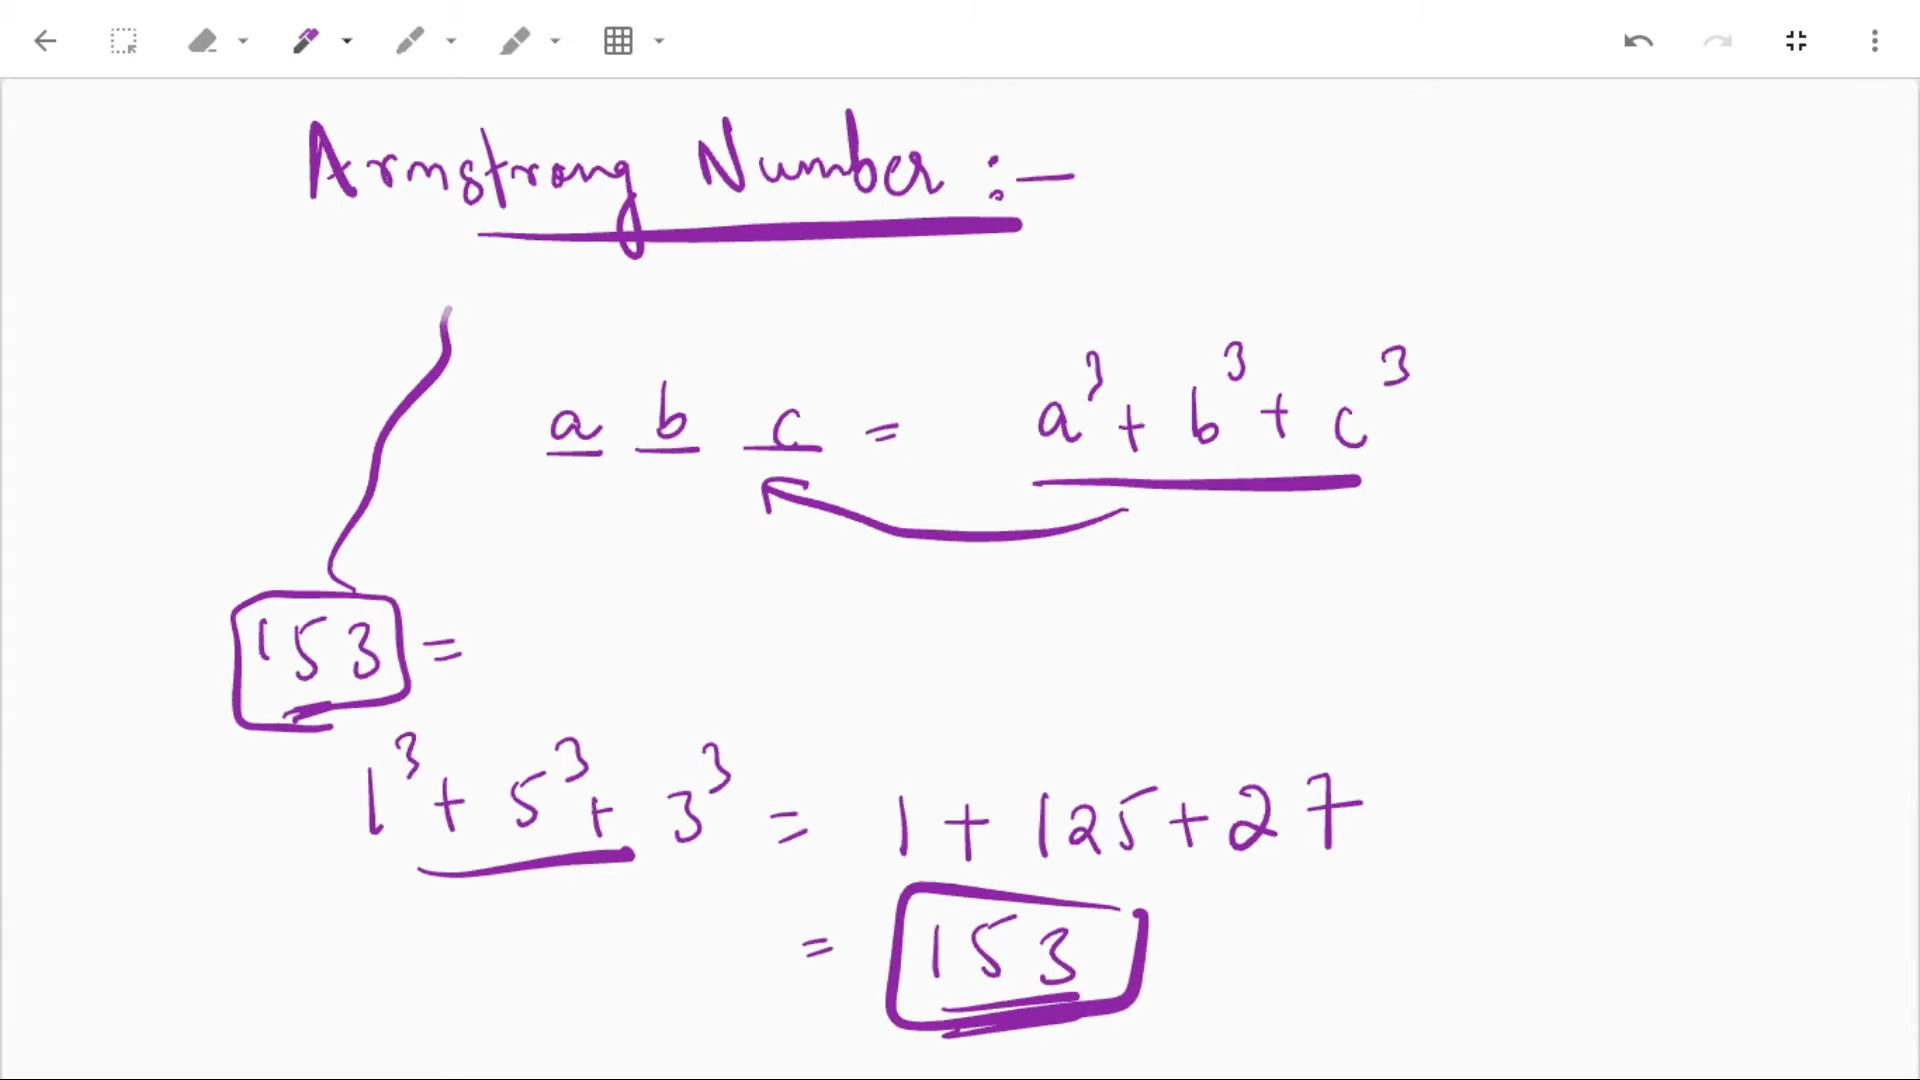 Armstrong Number :—
a b c = a³ + b³ + c³
153 =
1³ + 5³ + 3³ = 1 + 125 + 27
= 153